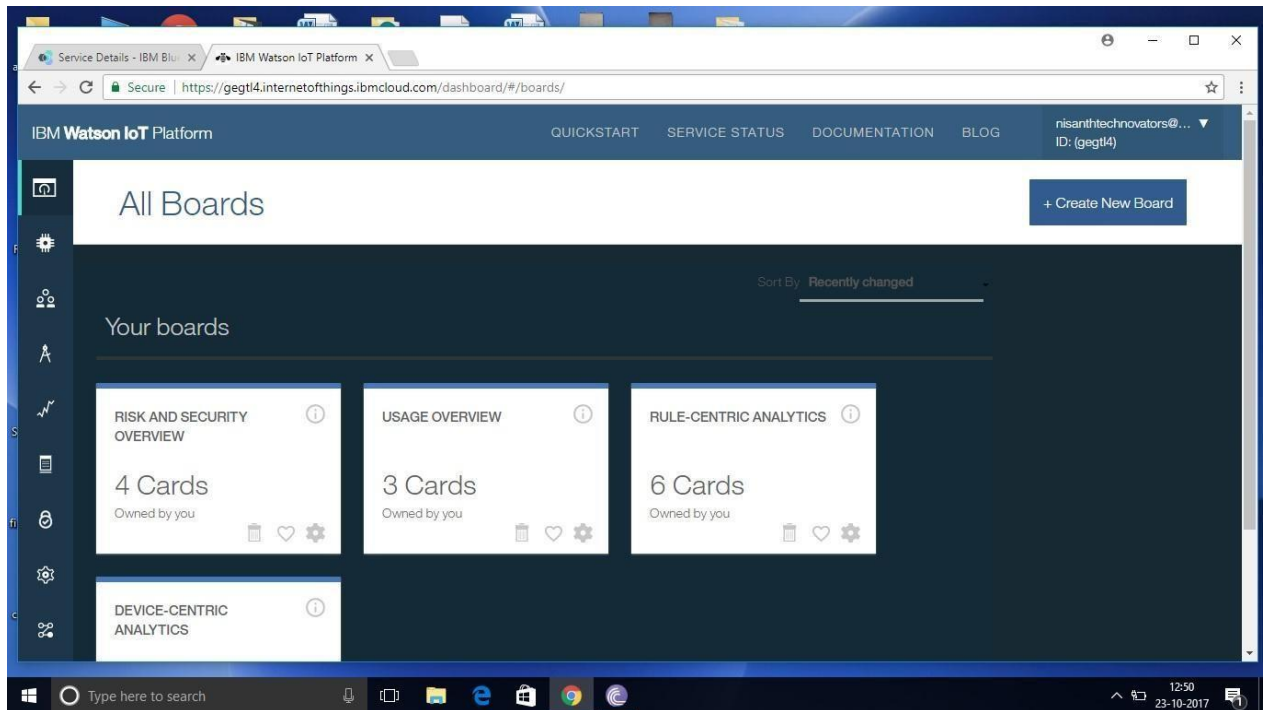 Service Details - IBM Blu
IBM Watson IoT Platform
Secure
https://gegtl4.internetofthings.ibmcloud.com/dashboard/#/boards/
IBM Watson IoT Platform
QUICKSTART
SERVICE STATUS
DOCUMENTATION
BLOG
nisanthtechnovators@... ▼
ID: (gegtl4)
All Boards
+ Create New Board
Sort By Recently changed
Your boards
RISK AND SECURITY
OVERVIEW
4 Cards
Owned by you
USAGE OVERVIEW
3 Cards
Owned by you
RULE-CENTRIC ANALYTICS
6 Cards
Owned by you
DEVICE-CENTRIC
ANALYTICS
Type here to search
12:50
23-10-2017